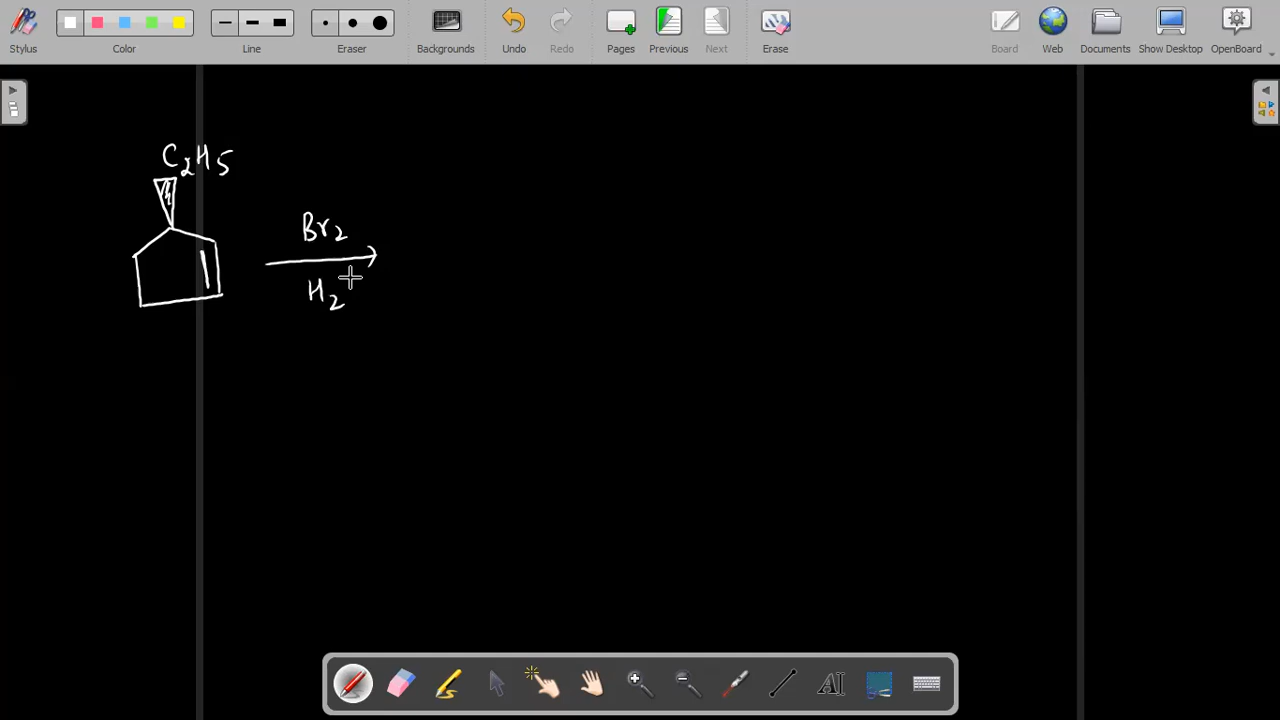 Stylus
Color
Line
Eraser
Backgrounds
Undo
Redo
Pages
Previous
Next
Erase
Board
Web
Documents
Show Desktop
OpenBoard
C2H5
Br2
H2
AI